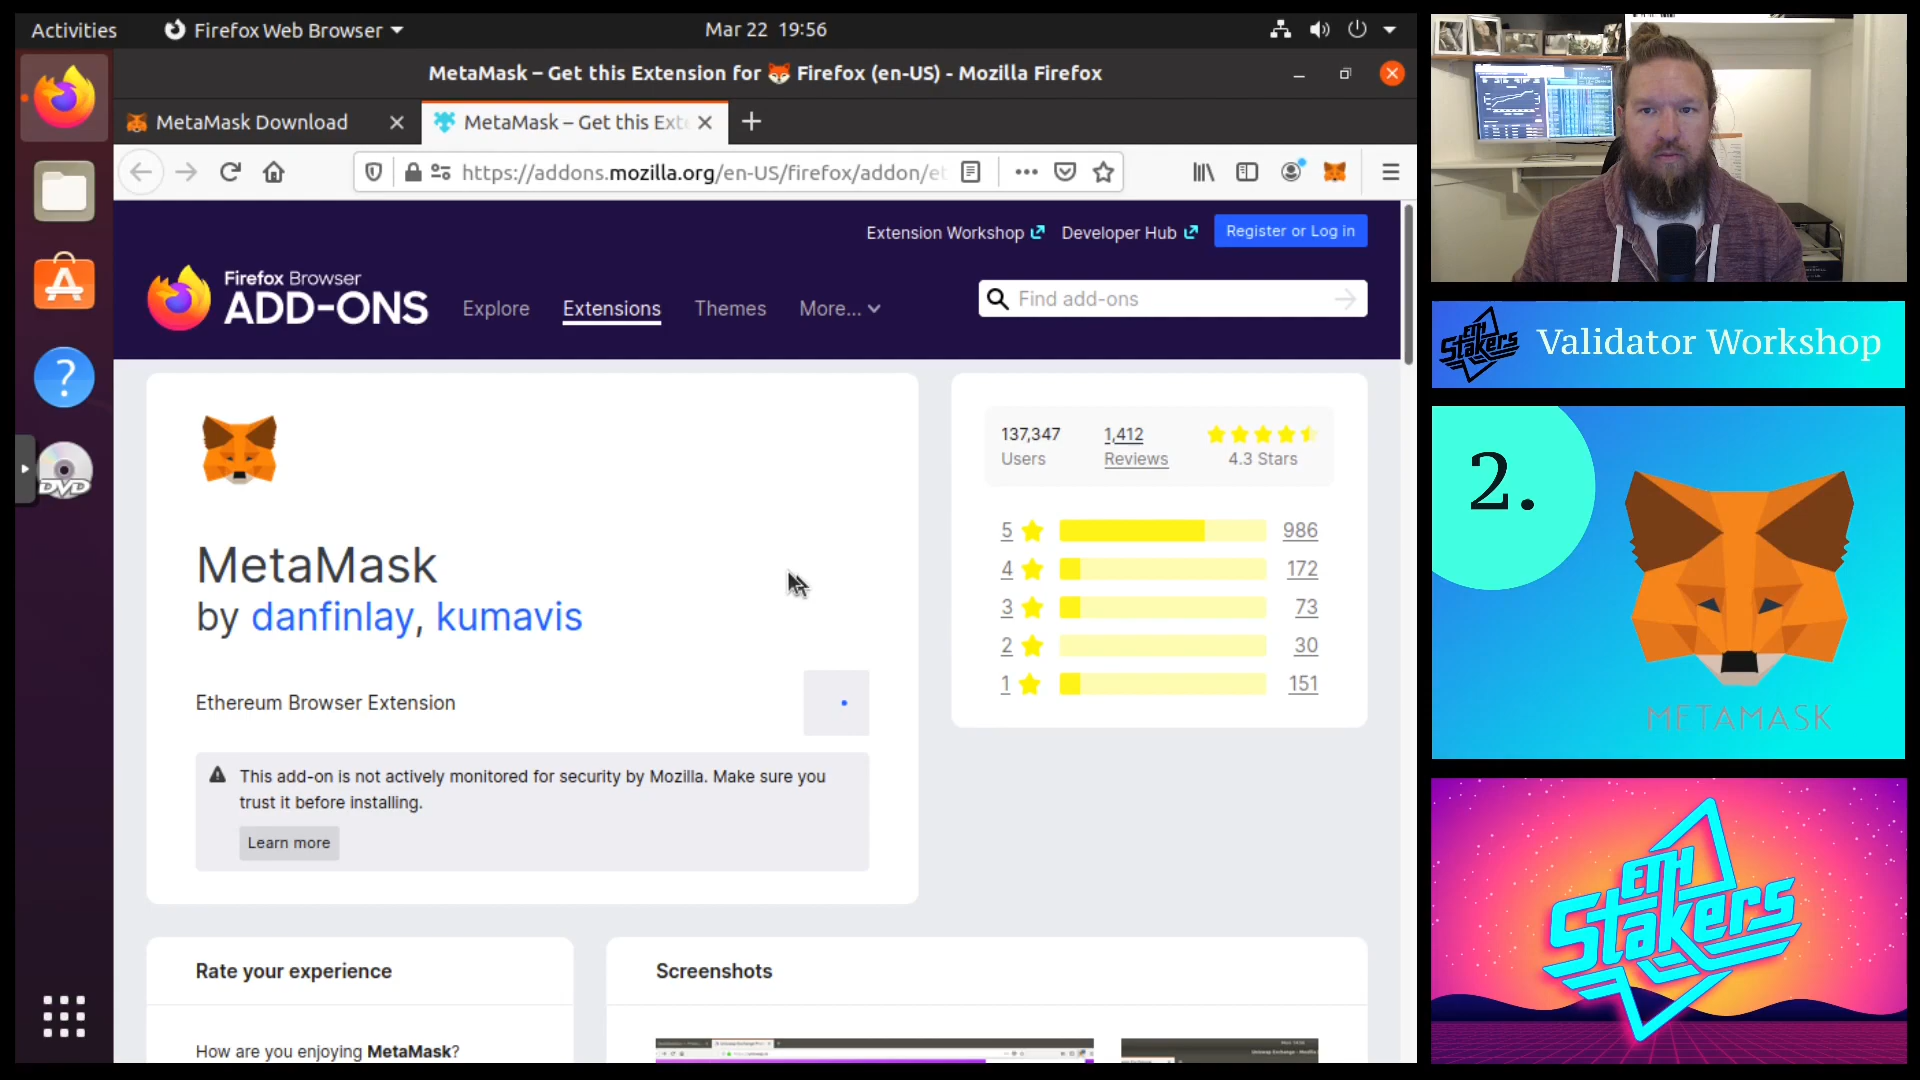 Activities
Firefox Web Browser
Mar 22 19:56
MetaMask – Get this Extension for 🦊 Firefox (en-US) - Mozilla Firefox
MetaMask Download
MetaMask – Get this Exte
https://addons.mozilla.org/en-US/firefox/addon/et
Extension Workshop
Developer Hub
Register or Log in
Firefox Browser
ADD-ONS
Explore
Extensions
Themes
More...
Find add-ons
MetaMask
by danfinlay, kumavis
Ethereum Browser Extension
This add-on is not actively monitored for security by Mozilla. Make sure you
trust it before installing.
Learn more
137,347
Users
1,412
Reviews
4.3 Stars
5 986
4 172
3 73
2 30
1 151
Rate your experience
How are you enjoying MetaMask?
Screenshots
DVD
ETH
Stakers
Validator Workshop
2.
METAMASK
ETH
Stakers